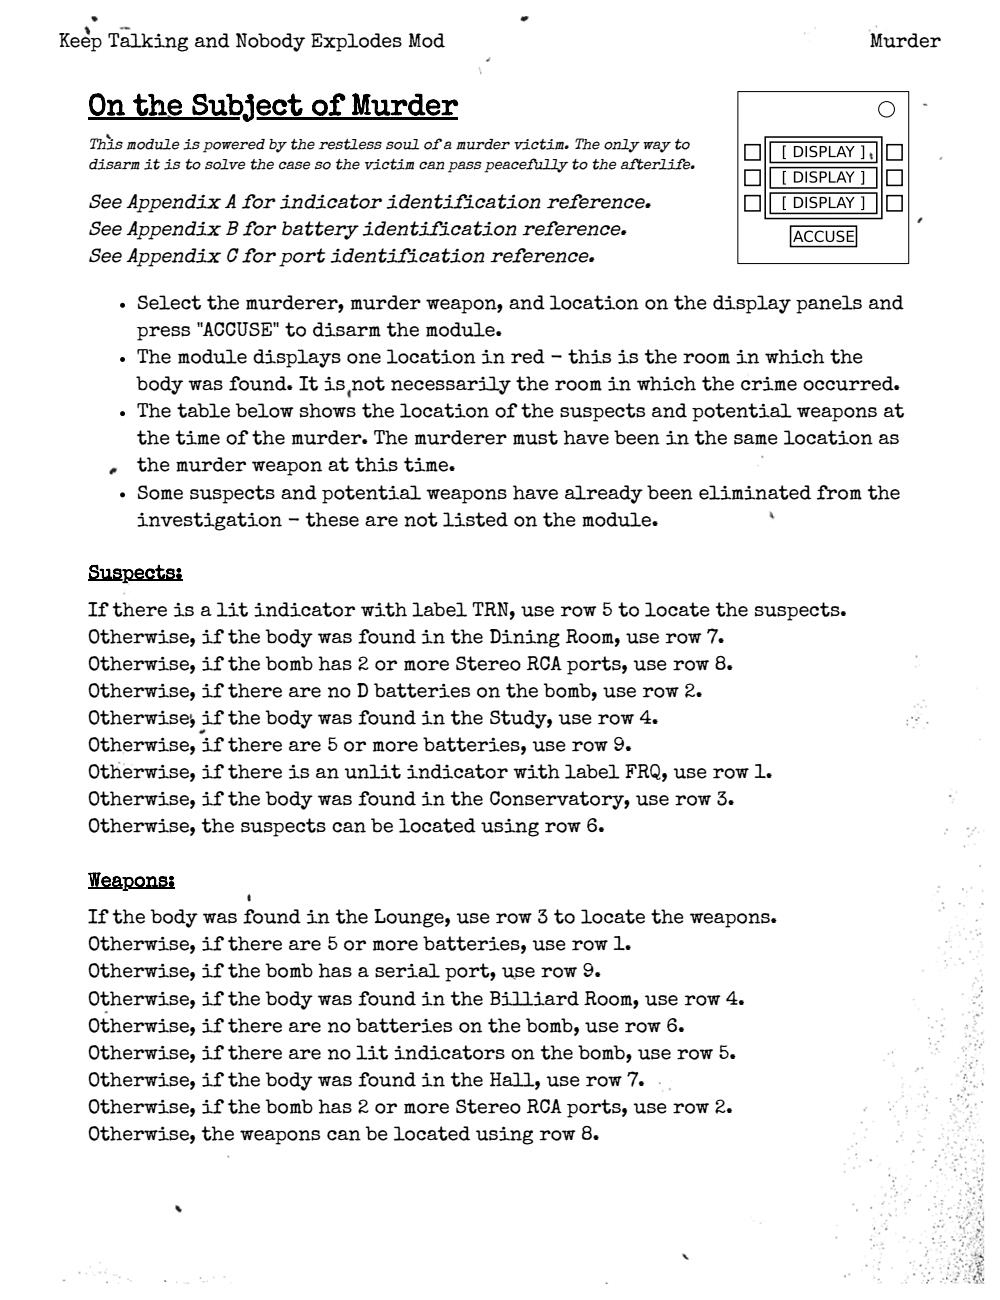 Keep Talking and Nobody Explodes Mod
Murder
On the Subject of Murder
This module is powered by the restless soul of a murder victim. The only way to
disarm it is to solve the case so the victim can pass peacefully to the afterlife.
See Appendix A for indicator identification reference.
See Appendix B for battery identification reference.
See Appendix C for port identification reference.
[ DISPLAY ]
[ DISPLAY ]
[ DISPLAY ]
ACCUSE
• Select the murderer, murder weapon, and location on the display panels and
press "ACCUSE" to disarm the module.
• The module displays one location in red – this is the room in which the
body was found. It is not necessarily the room in which the crime occurred.
• The table below shows the location of the suspects and potential weapons at
the time of the murder. The murderer must have been in the same location as
the murder weapon at this time.
• Some suspects and potential weapons have already been eliminated from the
investigation – these are not listed on the module.
Suspects:
If there is a lit indicator with label TRN, use row 5 to locate the suspects.
Otherwise, if the body was found in the Dining Room, use row 7.
Otherwise, if the bomb has 2 or more Stereo RCA ports, use row 8.
Otherwise, if there are no D batteries on the bomb, use row 2.
Otherwise, if the body was found in the Study, use row 4.
Otherwise, if there are 5 or more batteries, use row 9.
Otherwise, if there is an unlit indicator with label FRQ, use row 1.
Otherwise, if the body was found in the Conservatory, use row 3.
Otherwise, the suspects can be located using row 6.
Weapons:
If the body was found in the Lounge, use row 3 to locate the weapons.
Otherwise, if there are 5 or more batteries, use row 1.
Otherwise, if the bomb has a serial port, use row 9.
Otherwise, if the body was found in the Billiard Room, use row 4.
Otherwise, if there are no batteries on the bomb, use row 6.
Otherwise, if there are no lit indicators on the bomb, use row 5.
Otherwise, if the body was found in the Hall, use row 7.
Otherwise, if the bomb has 2 or more Stereo RCA ports, use row 2.
Otherwise, the weapons can be located using row 8.